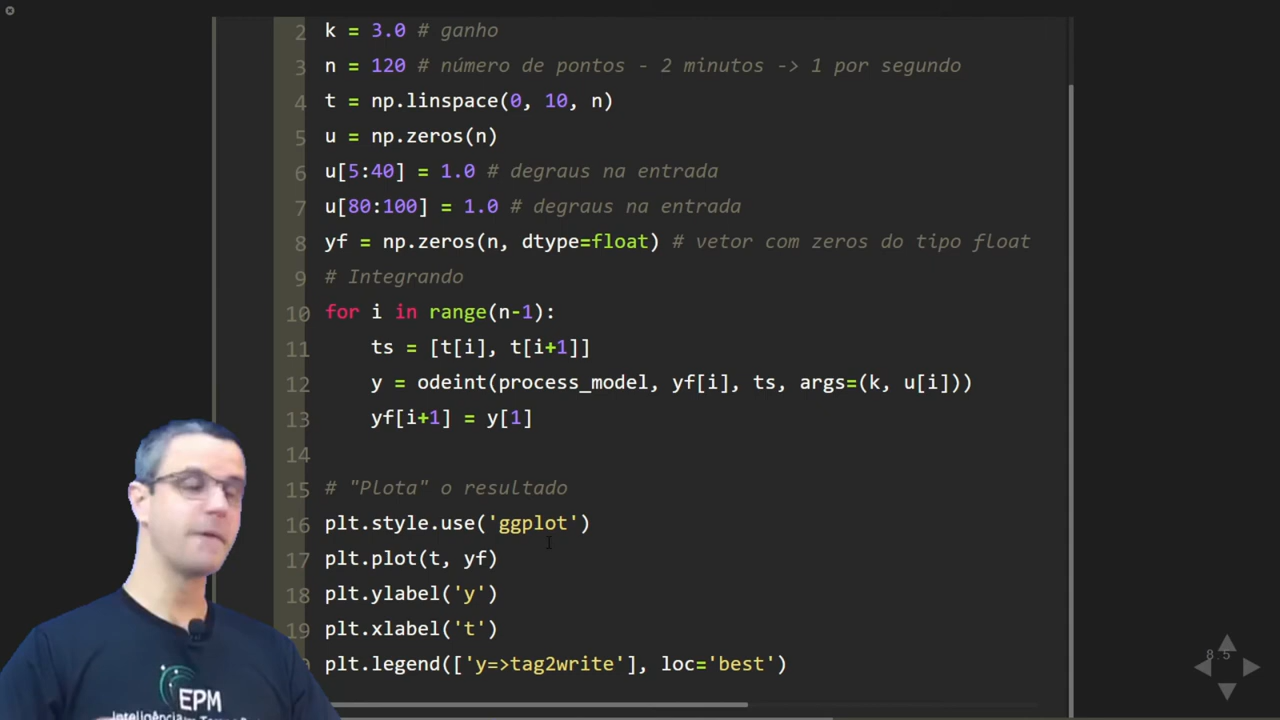 2 k = 3.0 # ganho
3 n = 120 # número de pontos - 2 minutos -> 1 por segundo
4 t = np.linspace(0, 10, n)
5 u = np.zeros(n)
6 u[5:40] = 1.0 # degraus na entrada
7 u[80:100] = 1.0 # degraus na entrada
8 yf = np.zeros(n, dtype=float) # vetor com zeros do tipo float
9 # Integrando
10 for i in range(n-1):
11 ts = [t[i], t[i+1]]
12 y = odeint(process_model, yf[i], ts, args=(k, u[i]))
13 yf[i+1] = y[1]
14
15 # "Plota" o resultado
16 plt.style.use('ggplot')
17 plt.plot(t, yf)
18 plt.ylabel('y')
19 plt.xlabel('t')
plt.legend(['y=>tag2write'], loc='best')
8.5
EPM
Inteligência